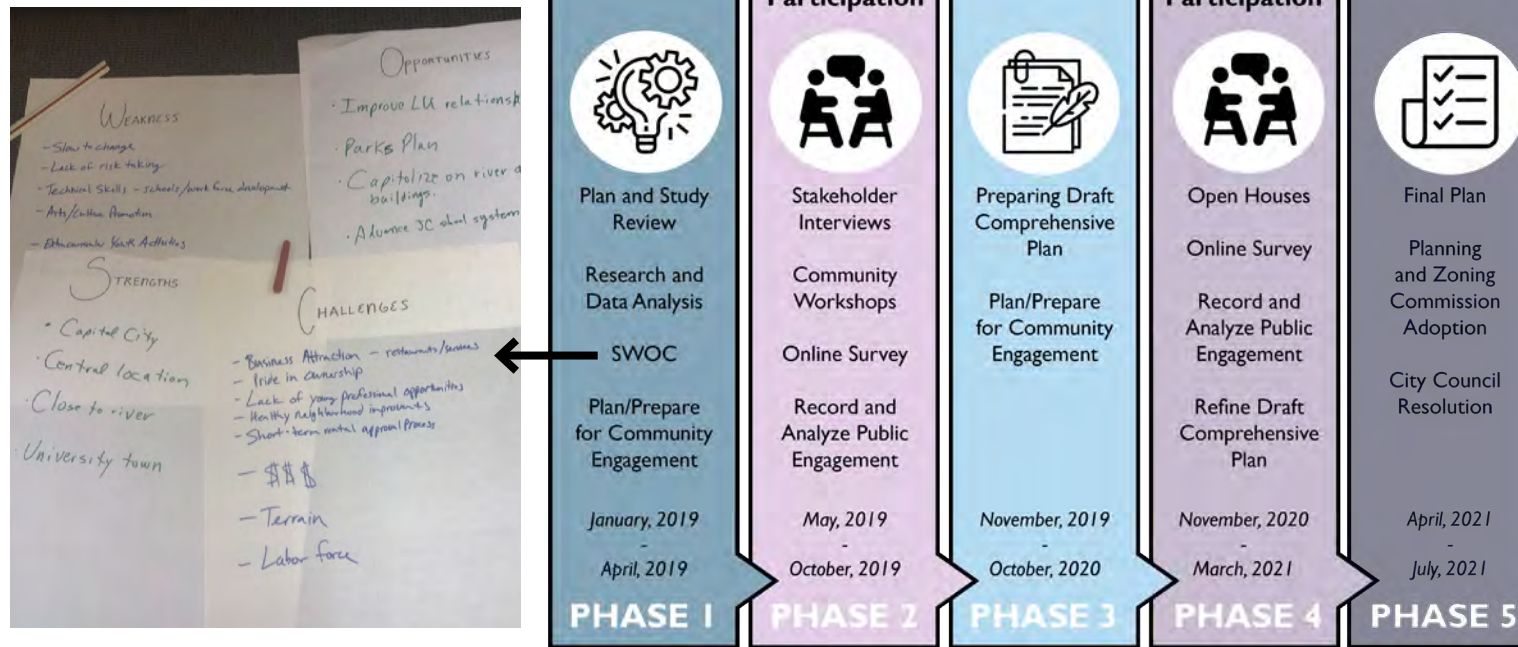 WEAKNESS
- Slow to change
- Lack of risk taking
- Technical Skills - schools/work force development
- Arts/Culture Promotion
- Extracurricular Youth Activities
OPPORTUNITIES
· Improve LU relationsh
· Parks Plan
· Capitolize on river
buildings.
· Advance JC school system
STRENGTHS
· Capital City
· Central location
· Close to river
· University town
CHALLENGES
- Business Attraction - restaurants/services
- Pride in ownership
- Lack of young professional opportunities
- Healthy neighborhood improvements
- Short-term rental approval Process
- $$$
- Terrain
- Labor force
Plan and Study
Review
Research and
Data Analysis
SWOC
Plan/Prepare
for Community
Engagement
January, 2019
-
April, 2019
PHASE 1
Participation
Stakeholder
Interviews
Community
Workshops
Online Survey
Record and
Analyze Public
Engagement
May, 2019
-
October, 2019
PHASE 2
Preparing Draft
Comprehensive
Plan
Plan/Prepare
for Community
Engagement
November, 2019
-
October, 2020
PHASE 3
Participation
Open Houses
Online Survey
Record and
Analyze Public
Engagement
Refine Draft
Comprehensive
Plan
November, 2020
-
March, 2021
PHASE 4
Final Plan
Planning
and Zoning
Commission
Adoption
City Council
Resolution
April, 2021
-
July, 2021
PHASE 5